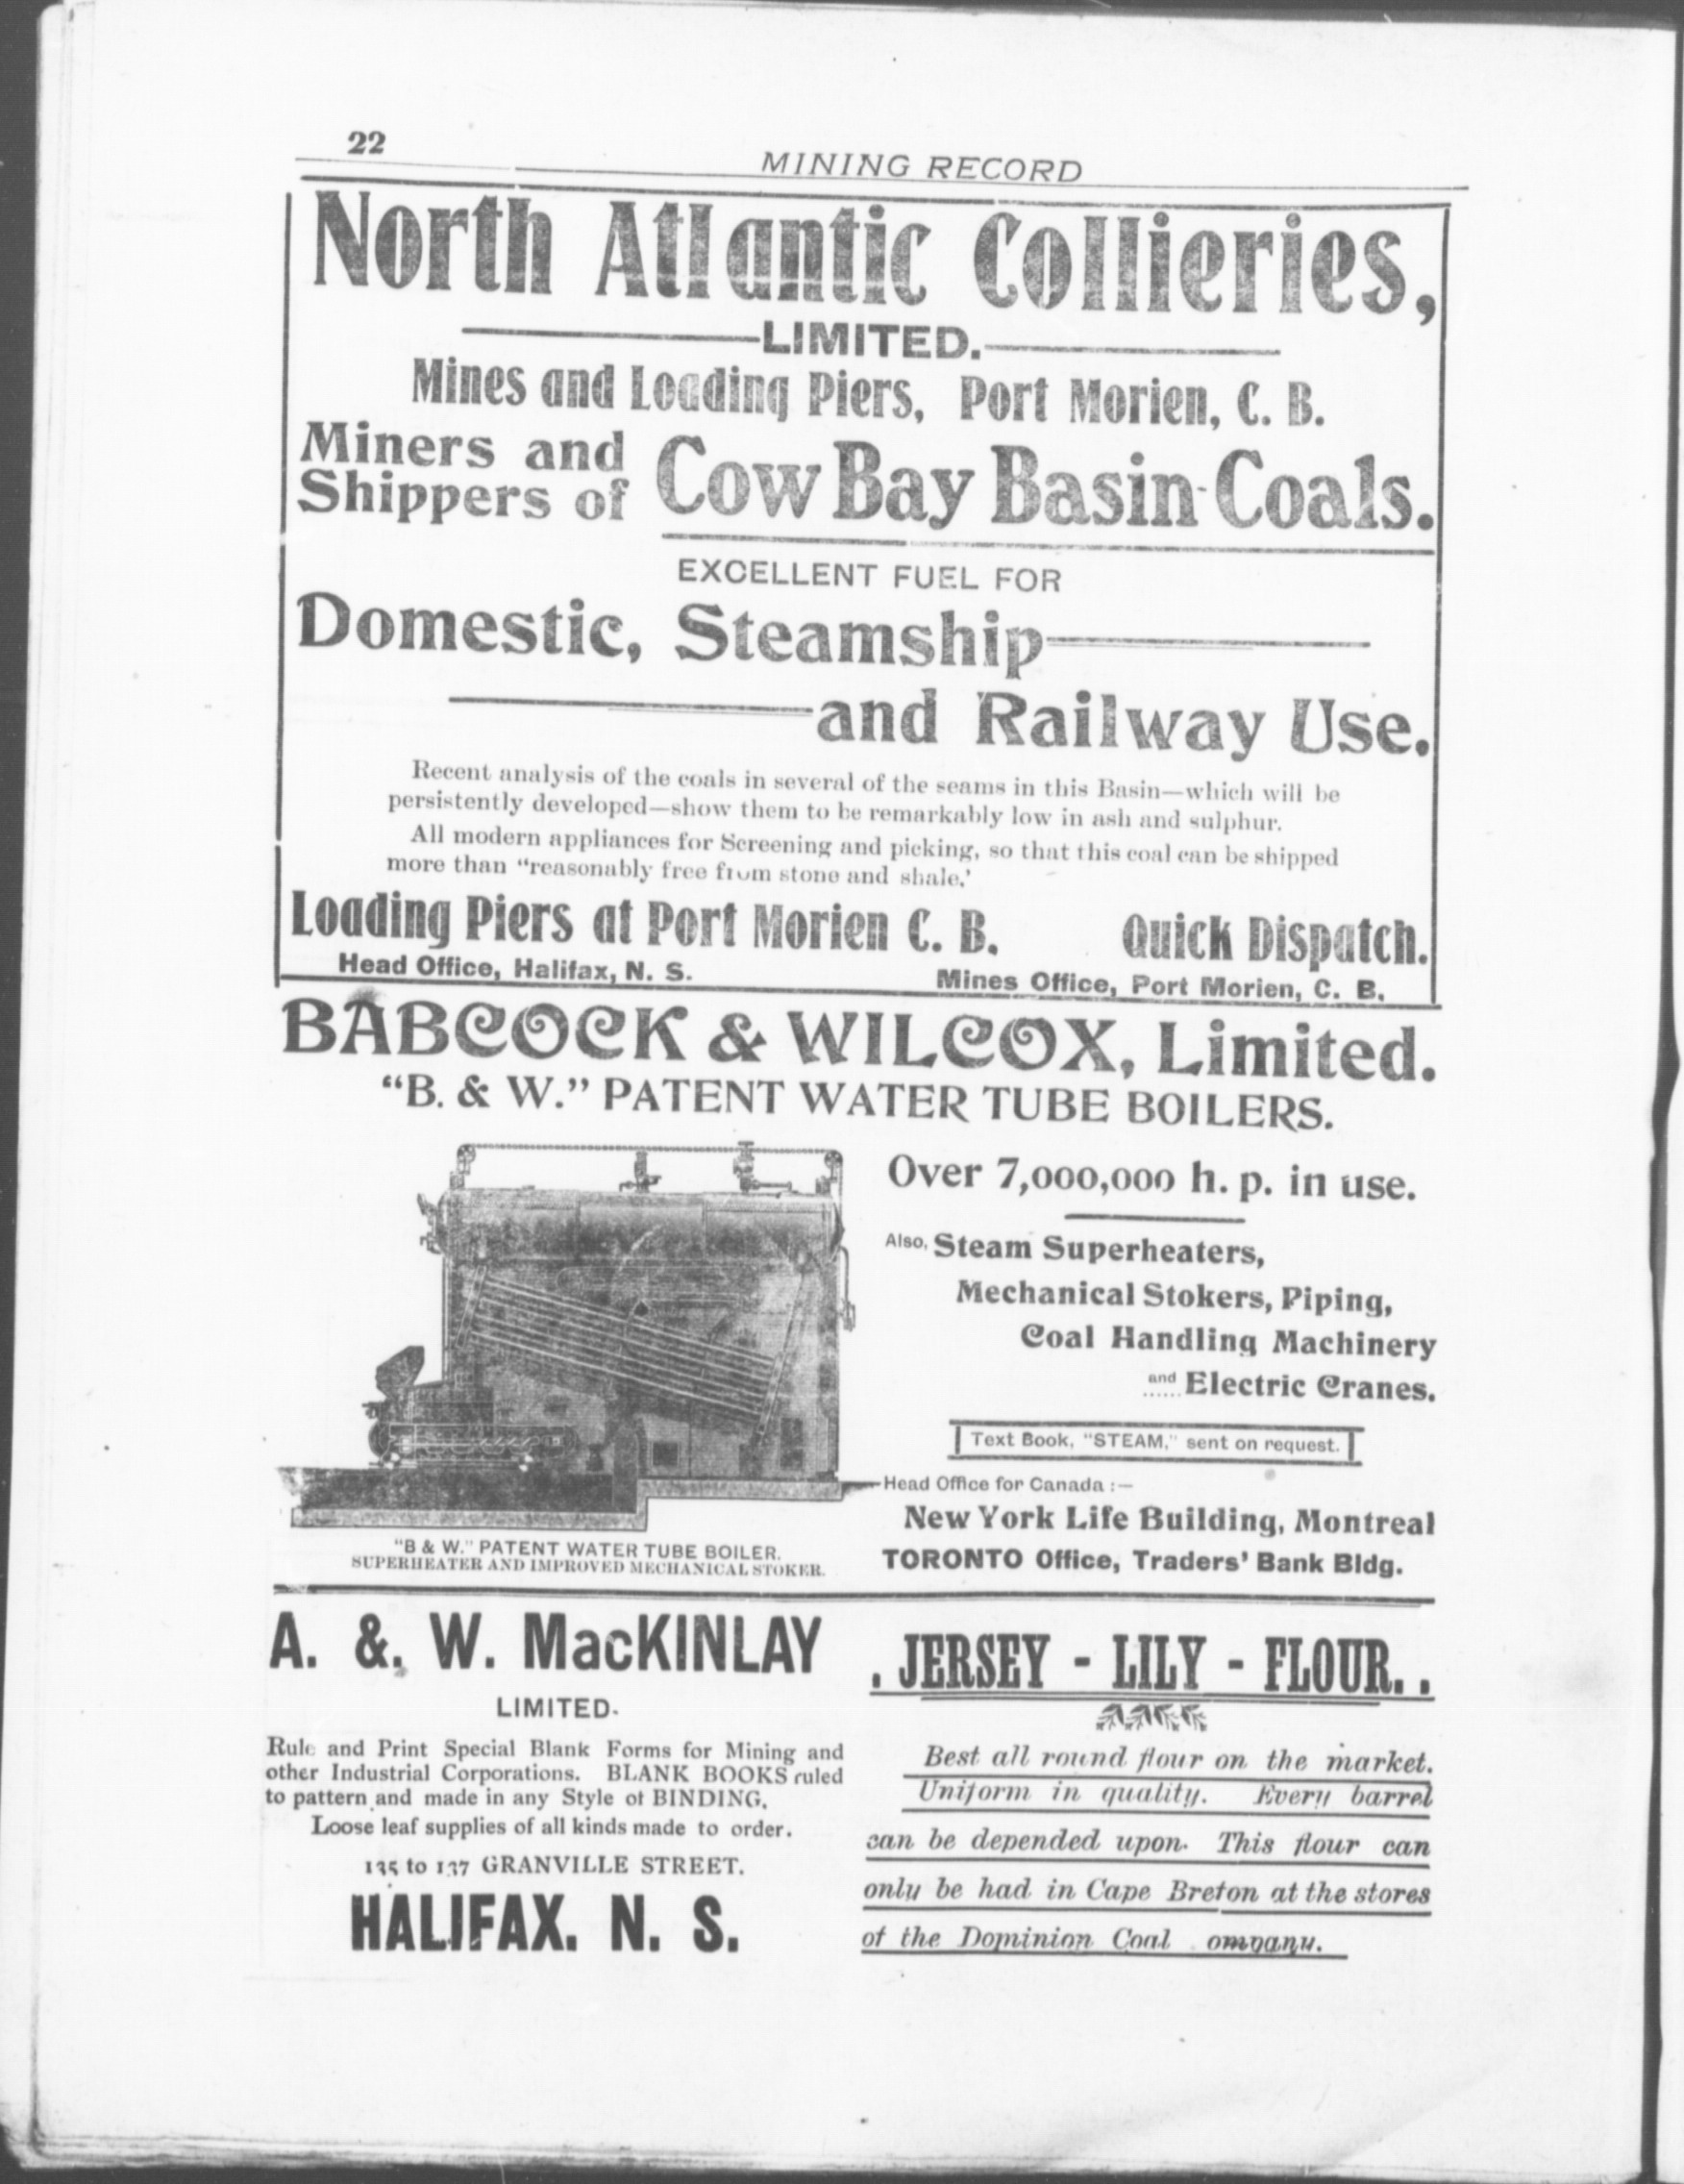 22
MINING RECORD
North Atlantic Collieries,
LIMITED.
Mines and Loading Piers, Port Morien, C. B.
Miners and
Shippers of
Cow Bay Basin Coals.
EXCELLENT FUEL FOR
Domestic, Steamship
and Railway Use.
Recent analysis of the coals in several of the seams in this Basin—which will be
persistently developed—show them to be remarkably low in ash and sulphur.
All modern appliances for Screening and picking, so that this coal can be shipped
more than "reasonably free from stone and shale.'
Loading Piers at Port Morien C. B. Quick Dispatch.
Head Office, Halifax, N. S. Mines Office, Port Morien, C. B.
BABCOCK & WILCOX, Limited.
"B. & W." PATENT WATER TUBE BOILERS.
Over 7,000,000 h. p. in use.
Also, Steam Superheaters,
Mechanical Stokers, Piping,
Coal Handling Machinery
and Electric Cranes.
Text Book, "STEAM," sent on request.
Head Office for Canada :—
New York Life Building, Montreal
TORONTO Office, Traders' Bank Bldg.
"B & W." PATENT WATER TUBE BOILER.
SUPERHEATER AND IMPROVED MECHANICAL STOKER.
A. &. W. MacKINLAY
LIMITED.
Rule and Print Special Blank Forms for Mining and
other Industrial Corporations. BLANK BOOKS ruled
to pattern and made in any Style of BINDING,
Loose leaf supplies of all kinds made to order.
135 to 137 GRANVILLE STREET.
HALIFAX. N. S.
. JERSEY - LILY - FLOUR. .
Best all round flour on the market.
Uniform in quality. Every barrel
can be depended upon. This flour can
only be had in Cape Breton at the stores
of the Dominion Coal ompany.